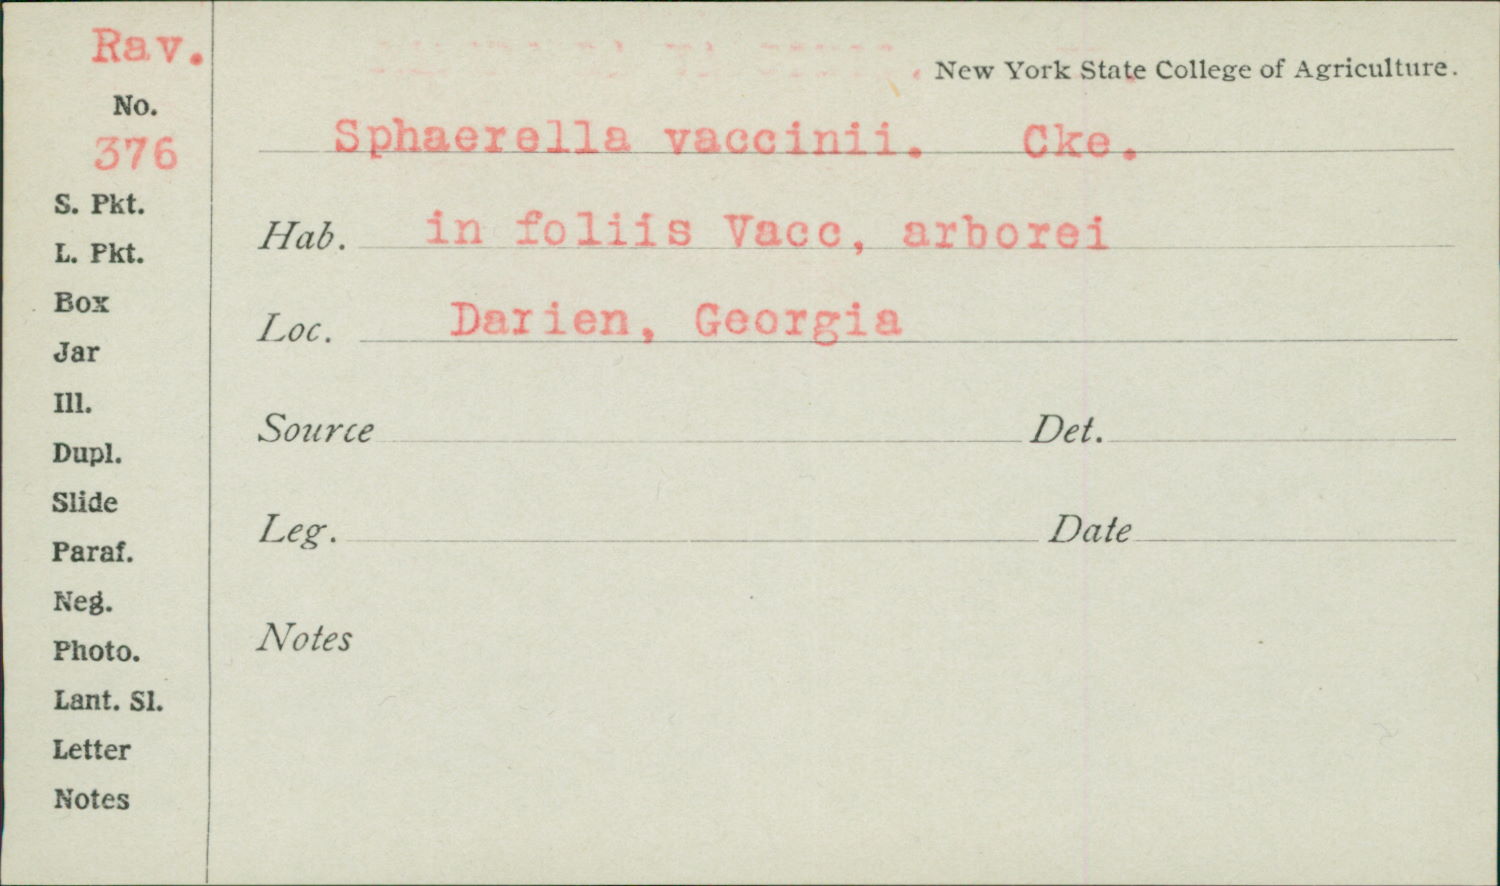 Rav.
No.
376
S. Pkt.
L. Pkt.
Box
Jar
Ill.
Dupl.
Slide
Paraf.
Neg.
Photo.
Lant. Sl.
Letter
Notes
New York State College of Agriculture.
Sphaerella vaccinii. Cke.
Hab. in foliis Vacc, arborei
Loc. Darien, Georgia
Source Det.
Leg. Date
Notes